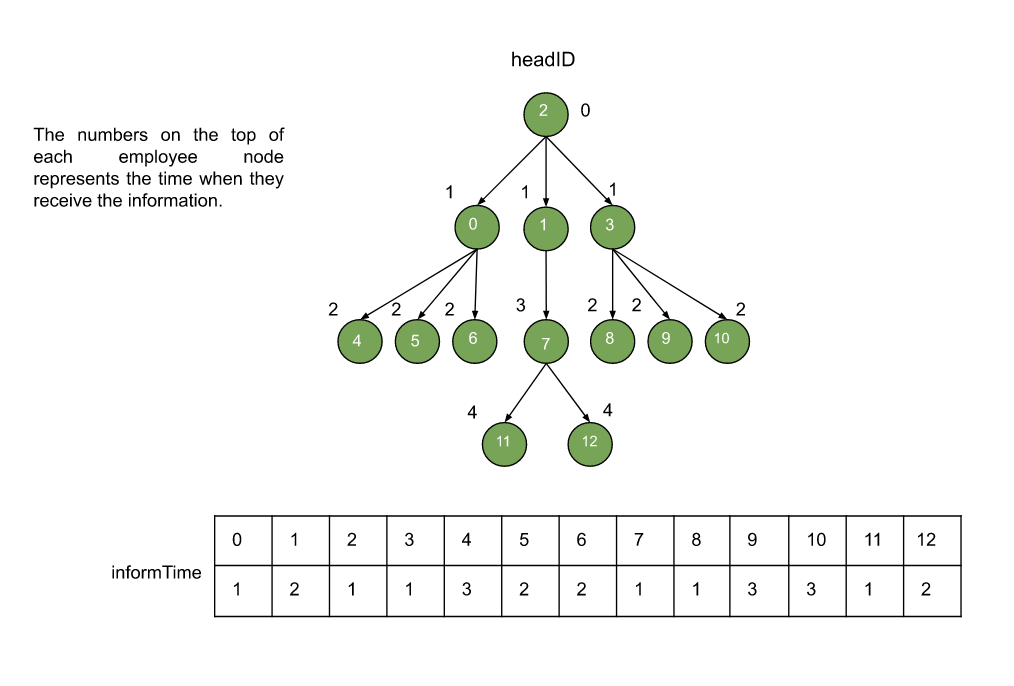 headID
2 0
The numbers on the top of
each employee node
represents the time when they
receive the information.
1 1 1
0 1 3
2 2 2 3 2 2 2
4 5 6 7 8 9 10
4 4
11 12
0 1 2 3 4 5 6 7 8 9 10 11 12
informTime
1 2 1 1 3 2 2 1 1 3 3 1 2